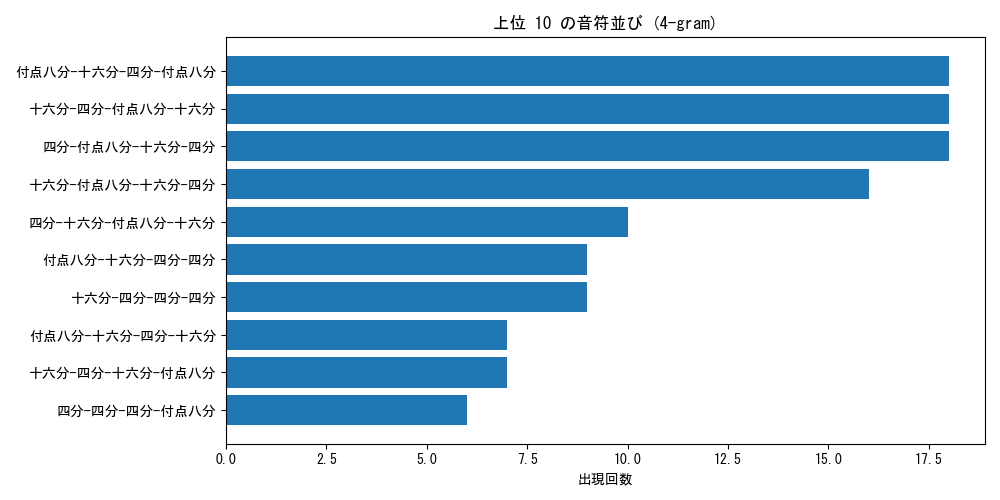 上位 10 の音符並び (4-gram)
付点八分-十六分-四分-付点八分
十六分-四分-付点八分-十六分
四分-付点八分-十六分-四分
十六分-付点八分-十六分-四分
四分-十六分-付点八分-十六分
付点八分-十六分-四分-四分
十六分-四分-四分-四分
付点八分-十六分-四分-十六分
十六分-四分-十六分-付点八分
四分-四分-四分-付点八分
0.0 2.5 5.0 7.5 10.0 12.5 15.0 17.5
出現回数